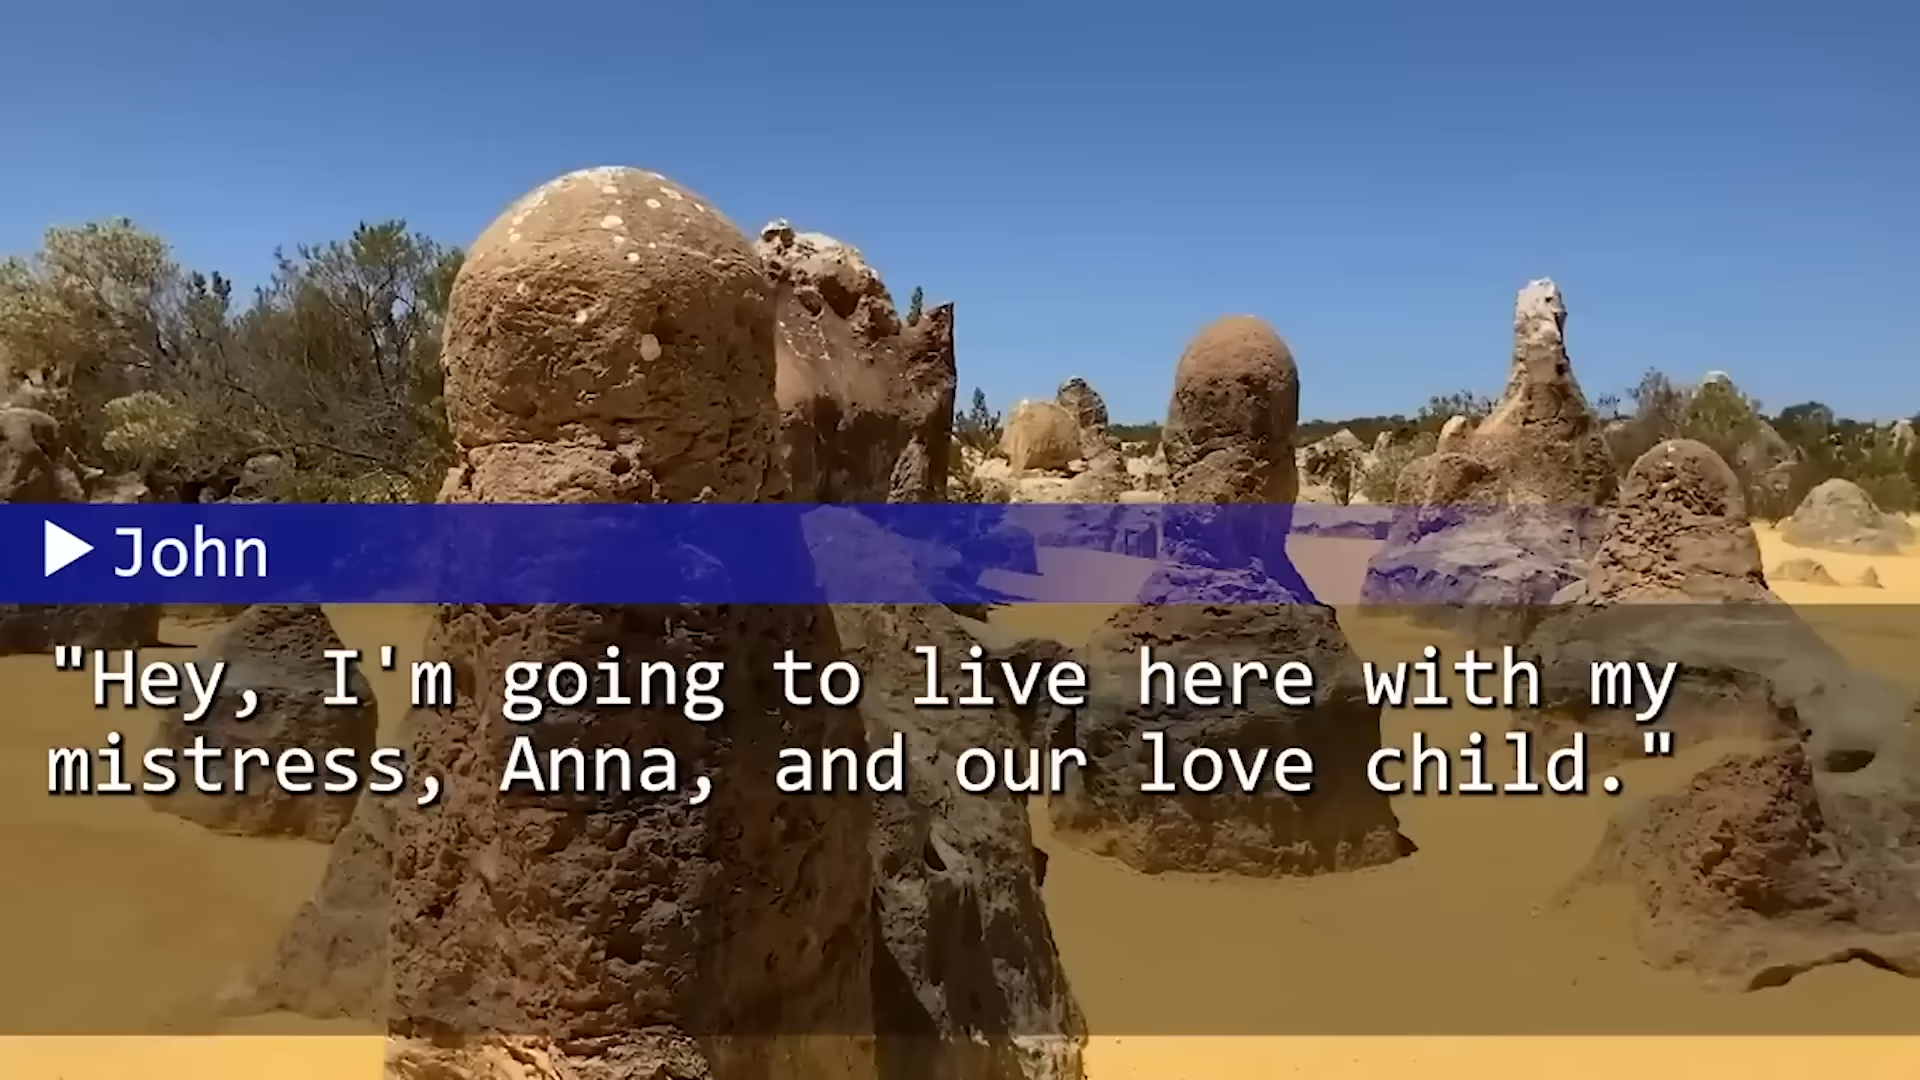 John
"Hey, I'm going to live here with my
mistress, Anna, and our love child."